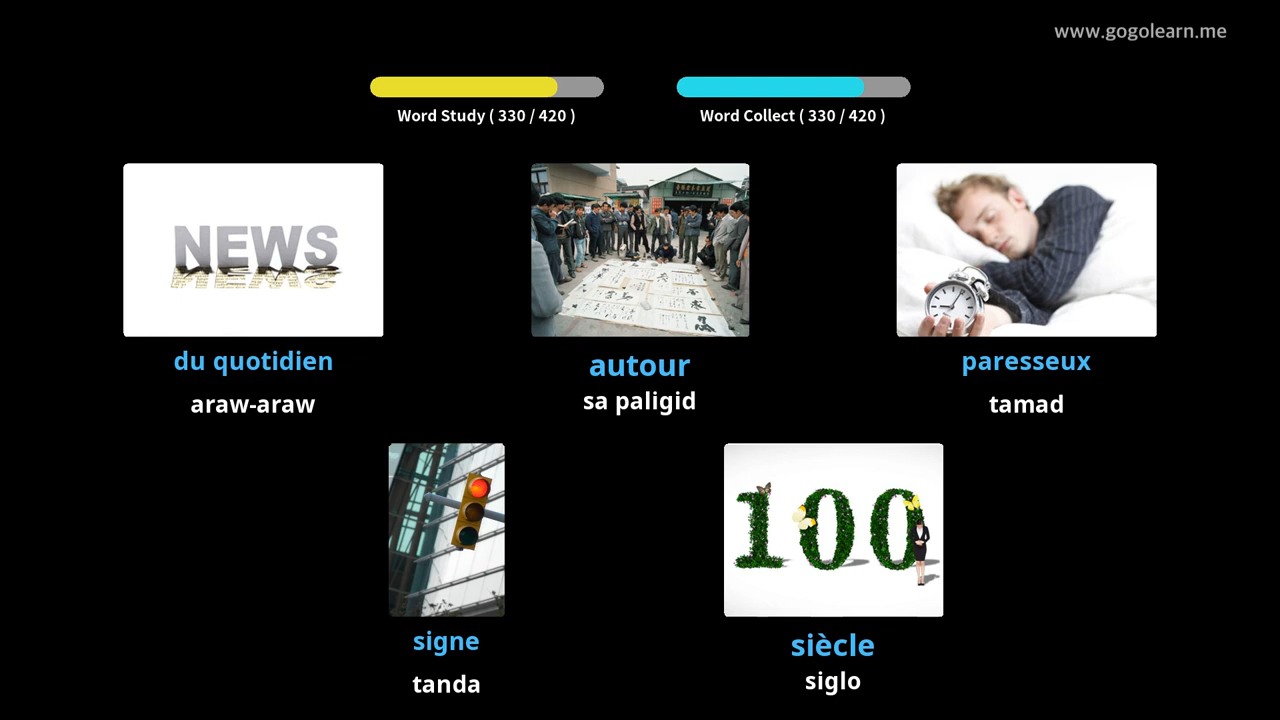 www.gogolearn.me
Word Study ( 330 / 420 )
Word Collect ( 330 / 420 )
NEWS
du quotidien
araw-araw
autour
sa paligid
paresseux
tamad
100
signe
tanda
siècle
siglo